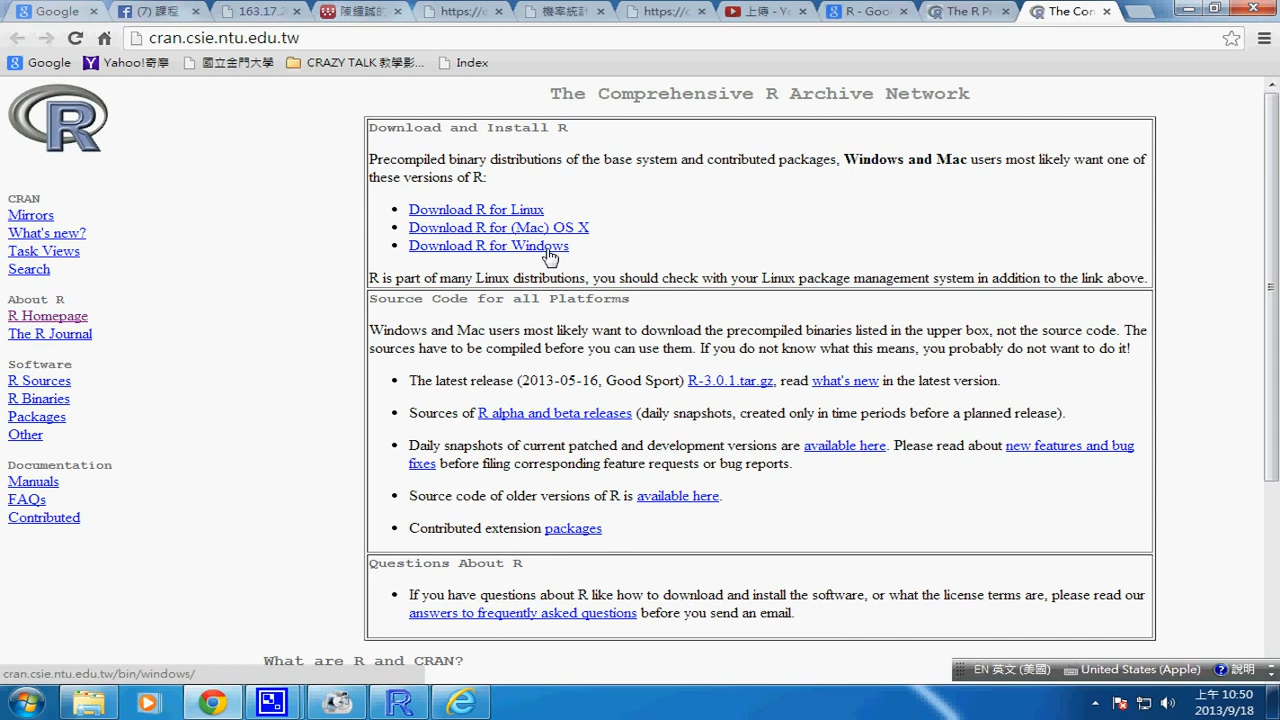 Google
(7) 課程
163.17.2
陳鍾誠的
https://c
機率統計
https://c
上傳 - Yo
R - Goo
The R P
The Con
cran.csie.ntu.edu.tw
Google
Yahoo!奇摩
國立金門大學
CRAZY TALK 教學影...
Index
R
The Comprehensive R Archive Network
CRAN
Mirrors
What's new?
Task Views
Search
About R
R Homepage
The R Journal
Software
R Sources
R Binaries
Packages
Other
Documentation
Manuals
FAQs
Contributed
Download and Install R
Precompiled binary distributions of the base system and contributed packages, Windows and Mac users most likely want one of
these versions of R:
• Download R for Linux
• Download R for (Mac) OS X
• Download R for Windows
R is part of many Linux distributions, you should check with your Linux package management system in addition to the link above.
Source Code for all Platforms
Windows and Mac users most likely want to download the precompiled binaries listed in the upper box, not the source code. The
sources have to be compiled before you can use them. If you do not know what this means, you probably do not want to do it!
• The latest release (2013-05-16, Good Sport) R-3.0.1.tar.gz, read what's new in the latest version.
• Sources of R alpha and beta releases (daily snapshots, created only in time periods before a planned release).
• Daily snapshots of current patched and development versions are available here. Please read about new features and bug
fixes before filing corresponding feature requests or bug reports.
• Source code of older versions of R is available here.
• Contributed extension packages
Questions About R
• If you have questions about R like how to download and install the software, or what the license terms are, please read our
answers to frequently asked questions before you send an email.
What are R and CRAN?
cran.csie.ntu.edu.tw/bin/windows/
EN 英文 (美國)
United States (Apple)
說明
上午 10:50
2013/9/18